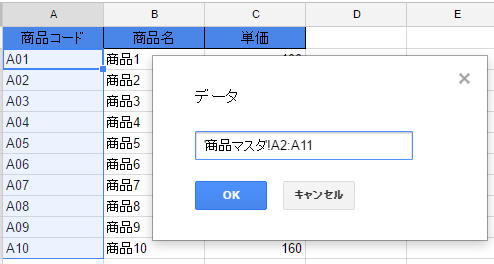 A B C D E
商品コード 商品名 単価
A01 商品1
A02 商品2
A03 商品3
A04 商品4
A05 商品5
A06 商品6
A07 商品7
A08 商品8
A09 商品9
A10 商品10 160
データ
商品マスタ!A2:A11
OK キャンセル